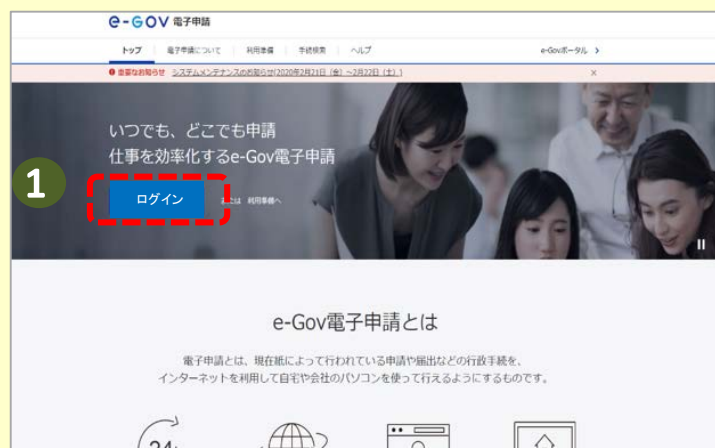 e-GOV 電子申請
トップ 電子申請について 利用準備 手続検索 ヘルプ e-Govポータル >
重要なお知らせ システムメンテナンスのお知らせ(2020年2月21日（金）～2月22日（土）) ×
いつでも、どこでも申請
仕事を効率化するe-Gov電子申請
1
ログイン または 利用準備へ
e-Gov電子申請とは
電子申請とは、現在紙によって行われている申請や届出などの行政手続を、
インターネットを利用して自宅や会社のパソコンを使って行えるようにするものです。
24